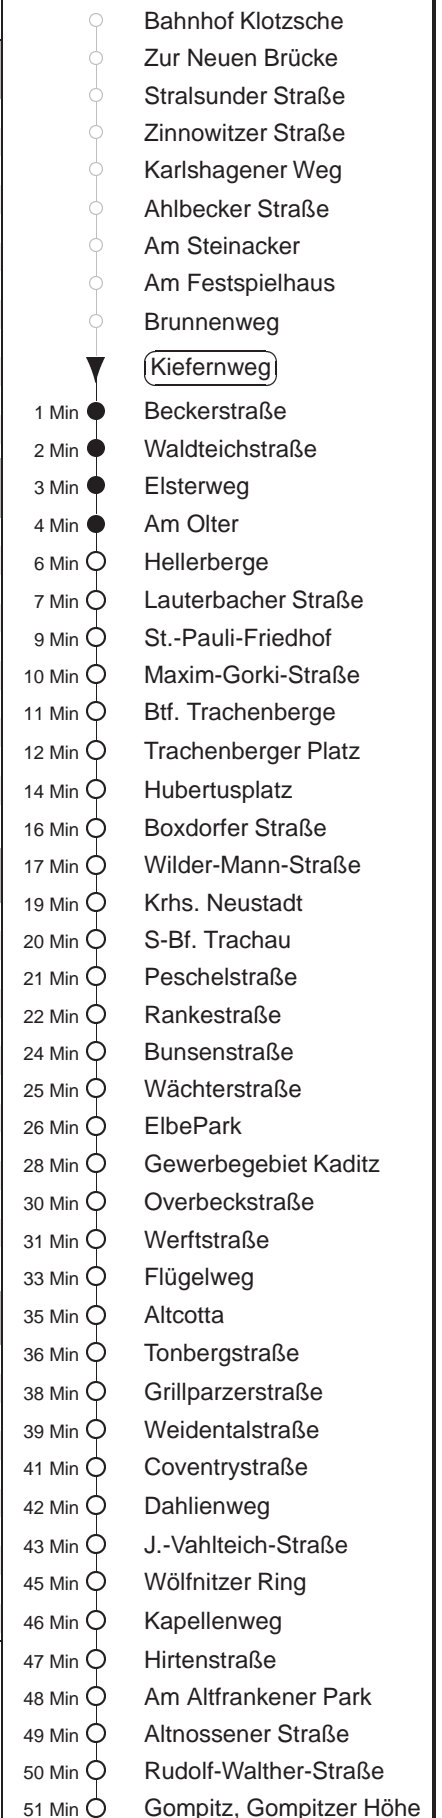 Bahnhof Klotzsche
Zur Neuen Brücke
Stralsunder Straße
Zinnowitzer Straße
Karlshagener Weg
Ahlbecker Straße
Am Steinacker
Am Festspielhaus
Brunnenweg
Kiefernweg
1 Min Beckerstraße
2 Min Waldteichstraße
3 Min Elsterweg
4 Min Am Olter
6 Min Hellerberge
7 Min Lauterbacher Straße
9 Min St.-Pauli-Friedhof
10 Min Maxim-Gorki-Straße
11 Min Btf. Trachenberge
12 Min Trachenberger Platz
14 Min Hubertusplatz
16 Min Boxdorfer Straße
17 Min Wilder-Mann-Straße
19 Min Krhs. Neustadt
20 Min S-Bf. Trachau
21 Min Peschelstraße
22 Min Rankestraße
24 Min Bunsenstraße
25 Min Wächterstraße
26 Min ElbePark
28 Min Gewerbegebiet Kaditz
30 Min Overbeckstraße
31 Min Werftstraße
33 Min Flügelweg
35 Min Altcotta
36 Min Tonbergstraße
38 Min Grillparzerstraße
39 Min Weidentalstraße
41 Min Coventrystraße
42 Min Dahlienweg
43 Min J.-Vahlteich-Straße
45 Min Wölfnitzer Ring
46 Min Kapellenweg
47 Min Hirtenstraße
48 Min Am Altfrankener Park
49 Min Altnossener Straße
50 Min Rudolf-Walther-Straße
51 Min Gompitz, Gompitzer Höhe